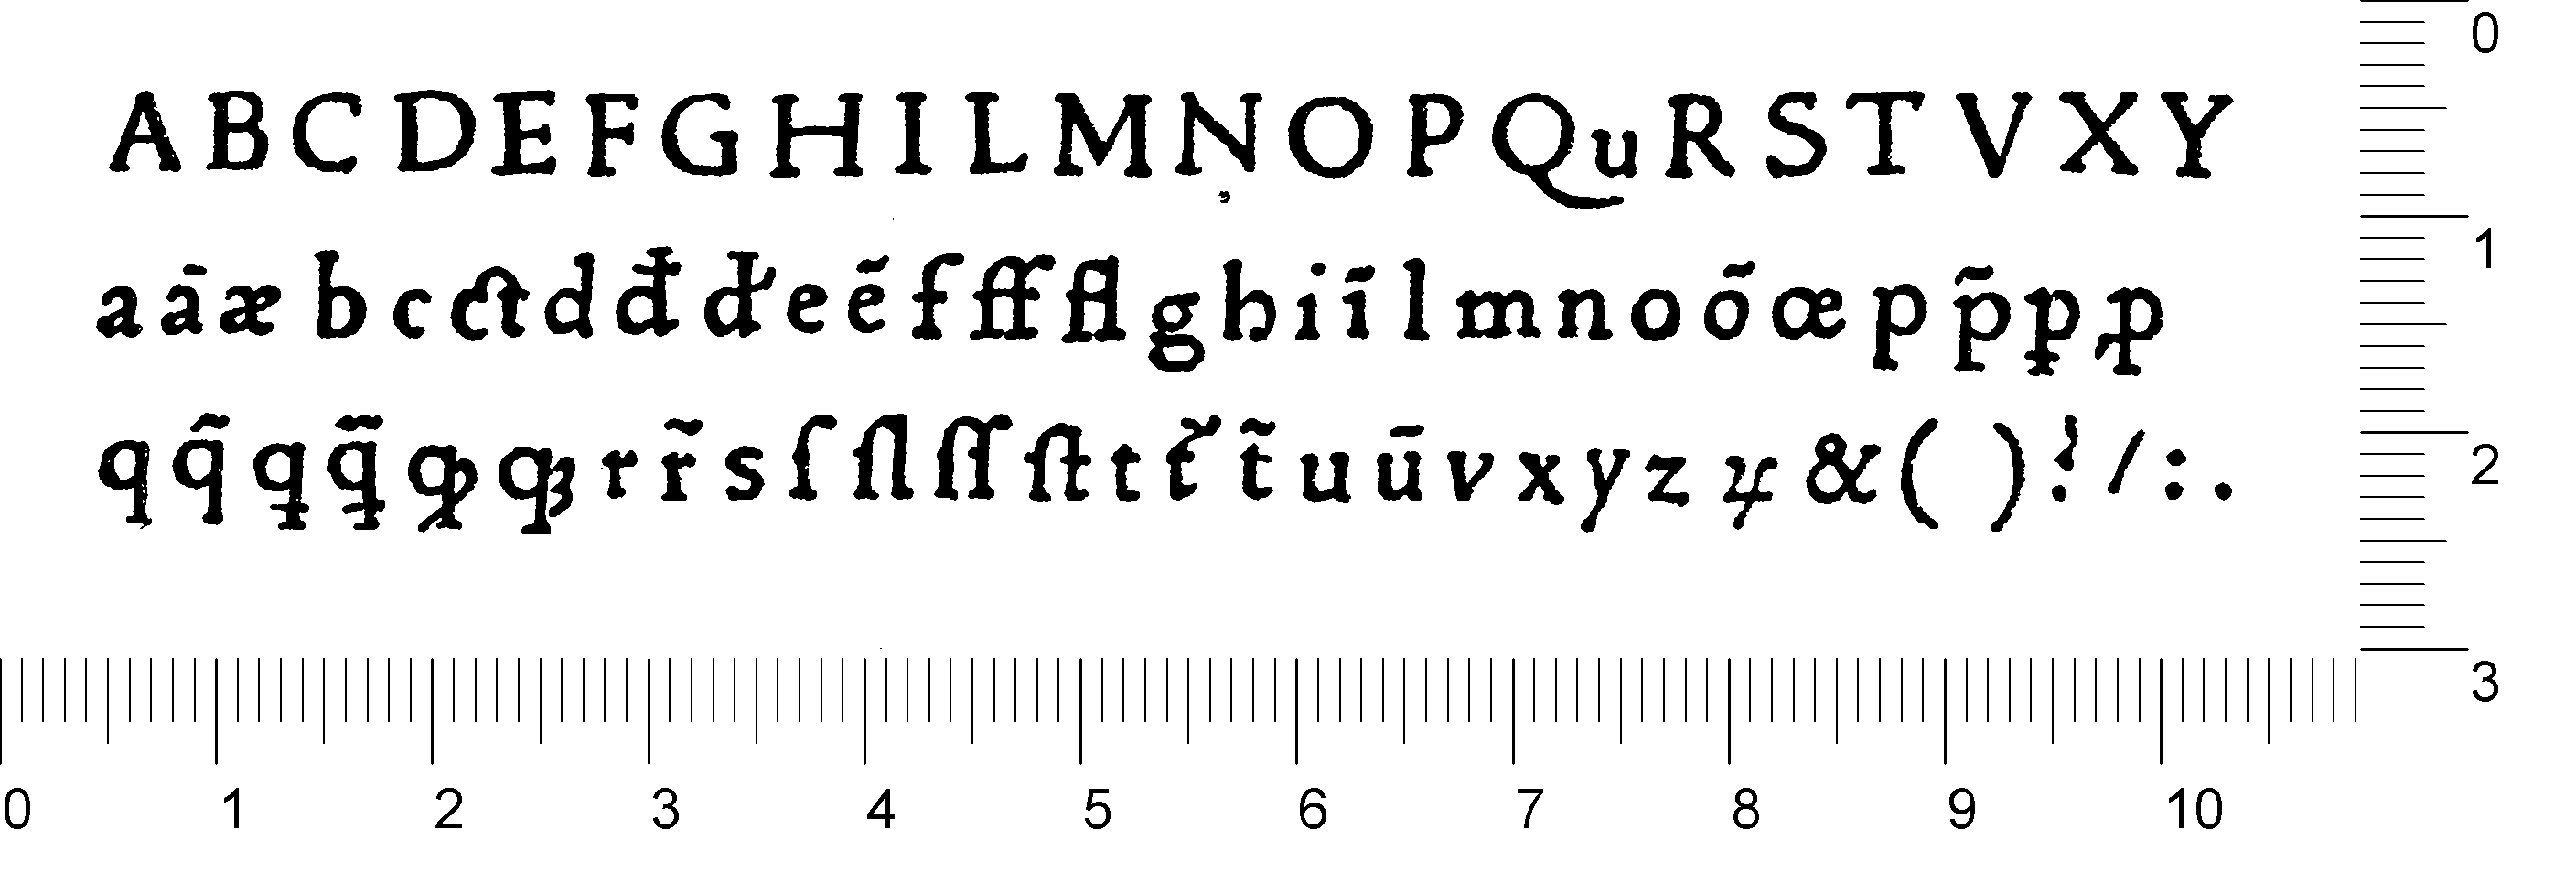 A B C D E F G H I L M N O P Qu R S T V X Y
a ā æ b c ct d đ d' e ē f ff fl g h i ī l m n o õ œ p p̄ ꝑ ꝓ
q q̃ ꝗ ꝗ̃ ꝙ qꝫ r r̃ s ſ ſl ſſ ſt t t̆ t̃ u ū v x y z ꝝ & ( ) ! / : .
0
1
2
3
0 1 2 3 4 5 6 7 8 9 10